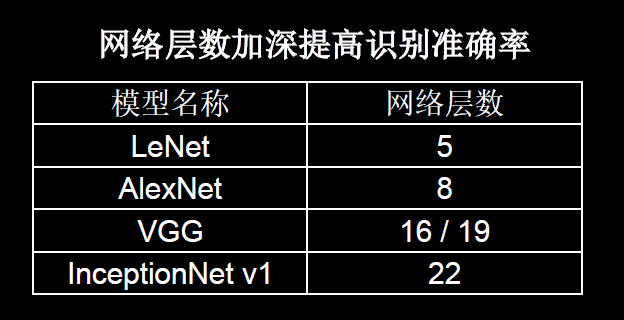 网络层数加深提高识别准确率
模型名称 网络层数
LeNet 5
AlexNet 8
VGG 16 / 19
InceptionNet v1 22